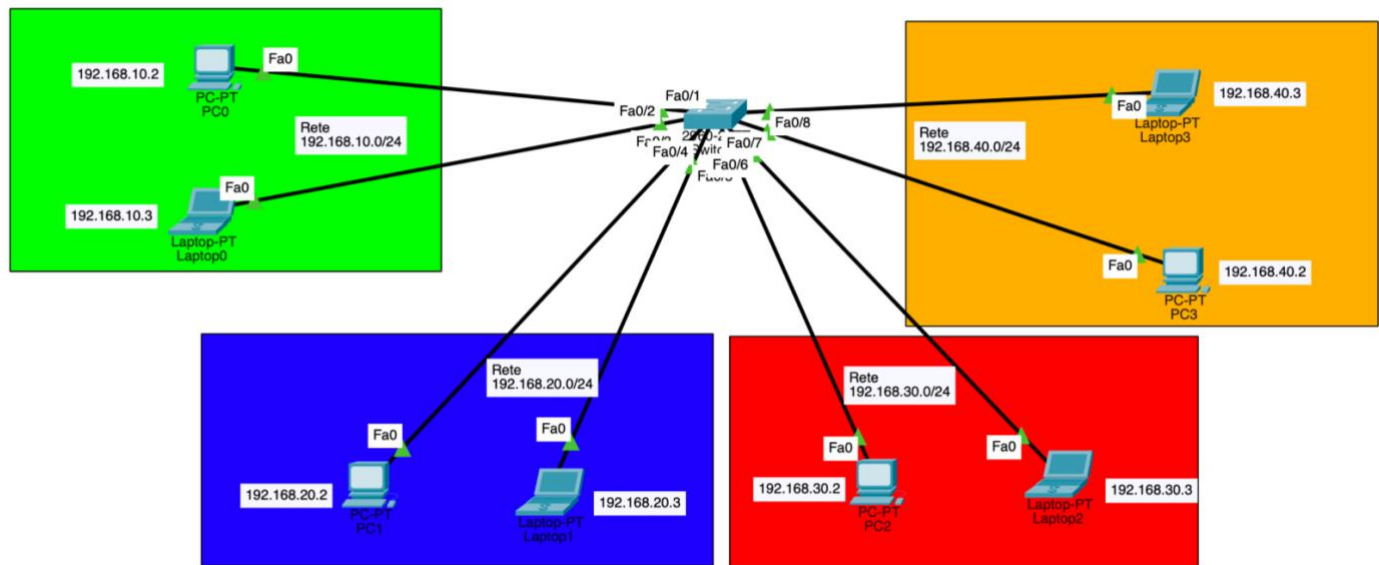 192.168.10.2
Fa0
PC-PT
PC0
Rete
192.168.10.0/24
Fa0
192.168.10.3
Laptop-PT
Laptop0
Fa0/1
Fa0/2
Fa0/4
Fa0/7
Fa0/6
Fa0/8
Fa0
192.168.40.3
Laptop-PT
Laptop3
Rete
192.168.40.0/24
Fa0
192.168.40.2
PC-PT
PC3
Rete
192.168.20.0/24
Fa0
192.168.20.2
PC-PT
PC1
Fa0
192.168.20.3
Laptop-PT
Laptop1
Rete
192.168.30.0/24
Fa0
192.168.30.2
PC-PT
PC2
Fa0
192.168.30.3
Laptop-PT
Laptop2